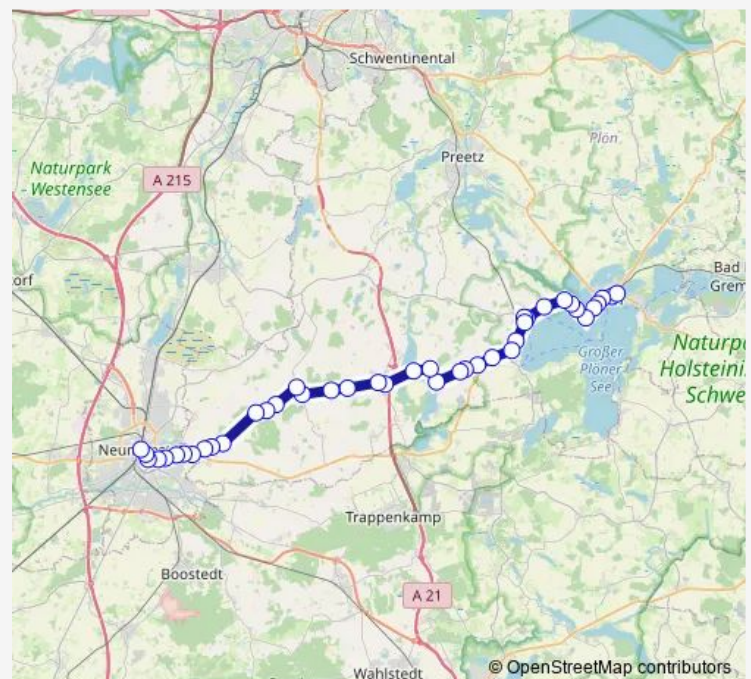 Schwentinental
Plön
Preetz
Naturpark
Westensee
A 215
orf
Bad
Grem
Großer
Plöner
See
Naturp
Holsteini
Schwe
Neum
Trappenkamp
Boostedt
A 21
Wahlstedt
© OpenStreetMap contributors